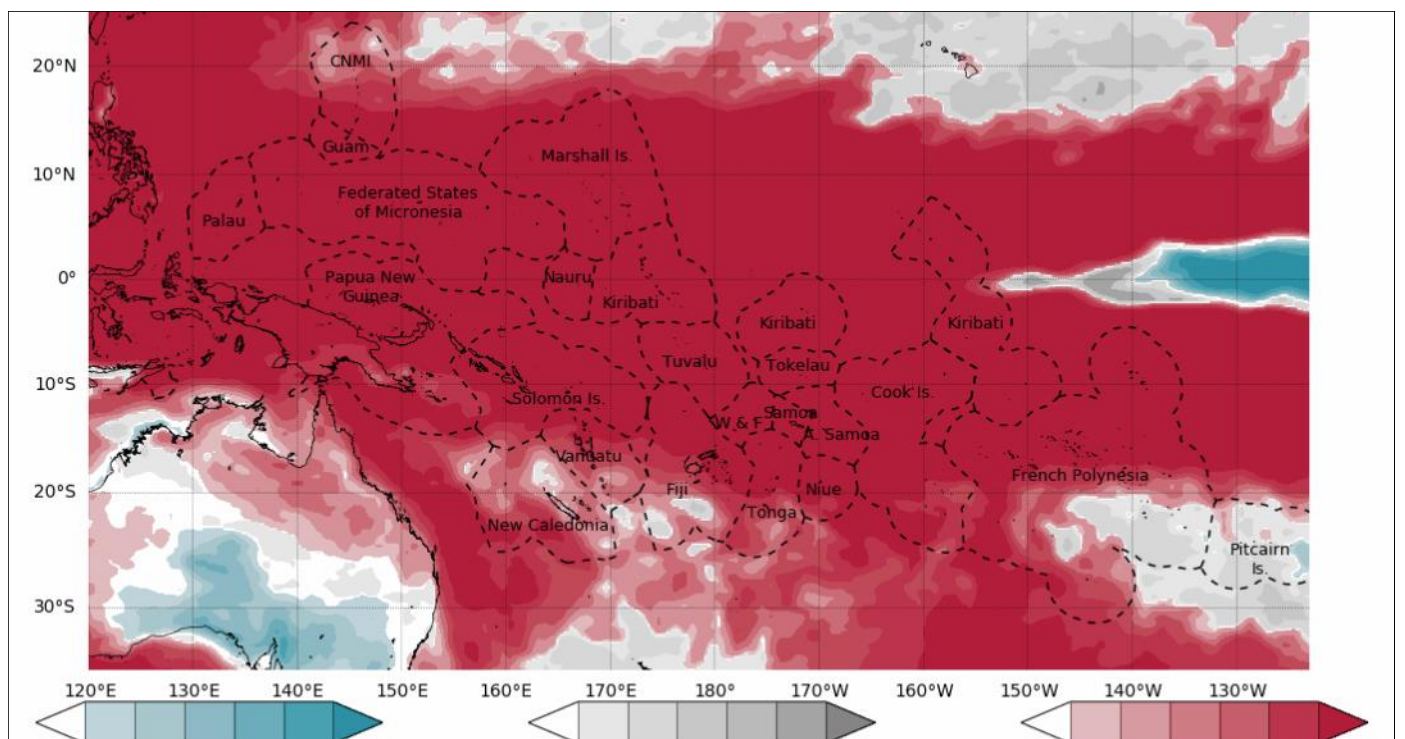 20°N
CNMI
Guam
Marshall Is.
10°N
Federated States
of Micronesia
Palau
0°
Papua New
Guinea
Nauru
Kiribati
Kiribati
Kiribati
Tuvalu
Tokelau
10°S
Solomon Is.
Cook Is.
W & F
Samoa
A. Samoa
Vanuatu
20°S
Fiji
Niue
French Polynesia
New Caledonia
Tonga
Pitcairn
Is.
30°S
120°E 130°E 140°E 150°E 160°E 170°E 180° 170°W 160°W 150°W 140°W 130°W